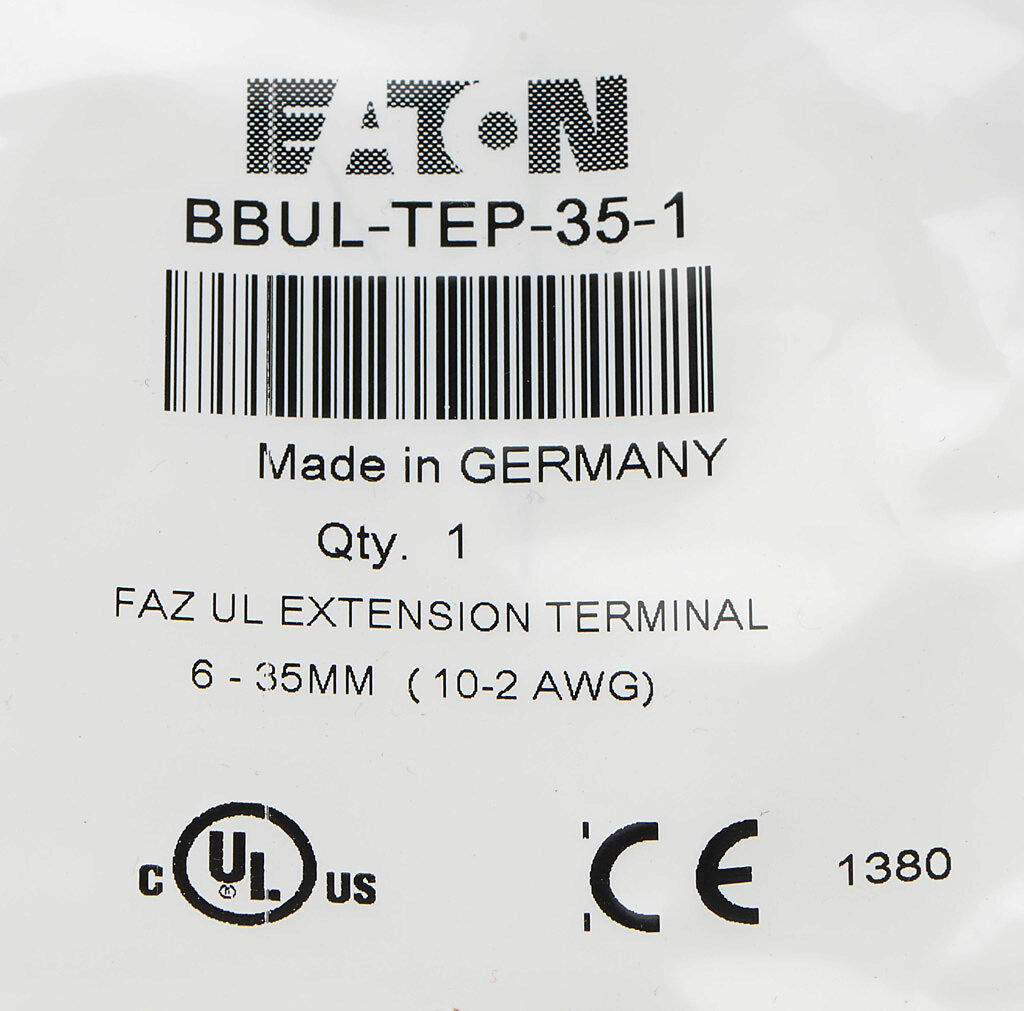 EATON
BBUL-TEP-35-1
Made in GERMANY
Qty. 1
FAZ UL EXTENSION TERMINAL
6 - 35MM (10-2 AWG)
C UL US CE 1380